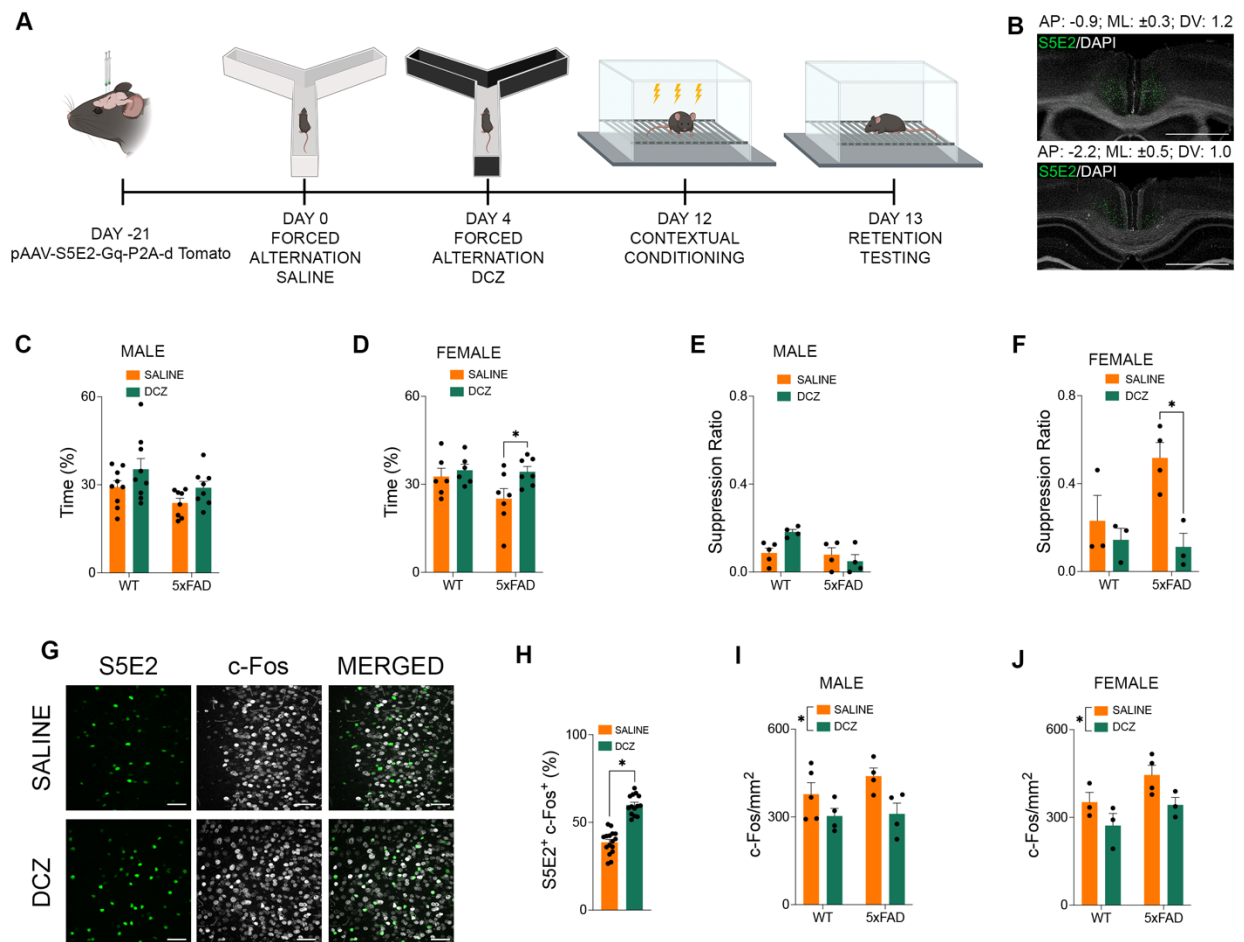 A
DAY -21
pAAV-S5E2-Gq-P2A-d Tomato
DAY 0
FORCED
ALTERNATION
SALINE
DAY 4
FORCED
ALTERNATION
DCZ
DAY 12
CONTEXTUAL
CONDITIONING
DAY 13
RETENTION
TESTING
B
AP: -0.9; ML: ±0.3; DV: 1.2
S5E2/DAPI
AP: -2.2; ML: ±0.5; DV: 1.0
S5E2/DAPI
C
MALE
SALINE
DCZ
Time (%)
60
30
0
WT
5xFAD
D
FEMALE
SALINE
DCZ
Time (%)
60
30
0
*
WT
5xFAD
E
MALE
SALINE
DCZ
Suppression Ratio
0.8
0.4
0.0
WT
5xFAD
F
FEMALE
SALINE
DCZ
Suppression Ratio
0.8
0.4
0.0
*
WT
5xFAD
G
S5E2
c-Fos
MERGED
SALINE
DCZ
H
SALINE
DCZ
S5E2+ c-Fos+ (%)
100
50
0
*
I
MALE
* SALINE
DCZ
c-Fos/mm²
600
300
0
WT
5xFAD
J
FEMALE
* SALINE
DCZ
c-Fos/mm²
600
300
0
WT
5xFAD